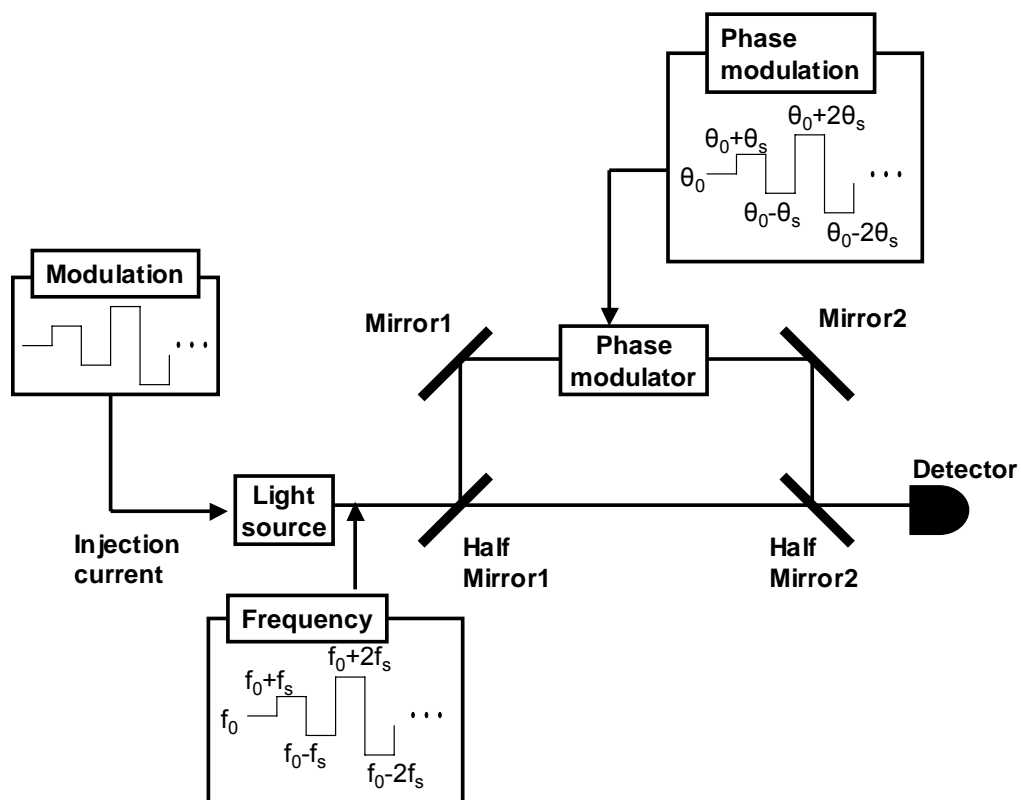 Phase
modulation
θ0+2θs
θ0+θs
θ0
θ0-θs
θ0-2θs
Modulation
Mirror1
Mirror2
Phase
modulator
Detector
Light
source
Injection
current
Half
Mirror1
Half
Mirror2
Frequency
f0+2fs
f0+fs
f0
f0-fs
f0-2fs